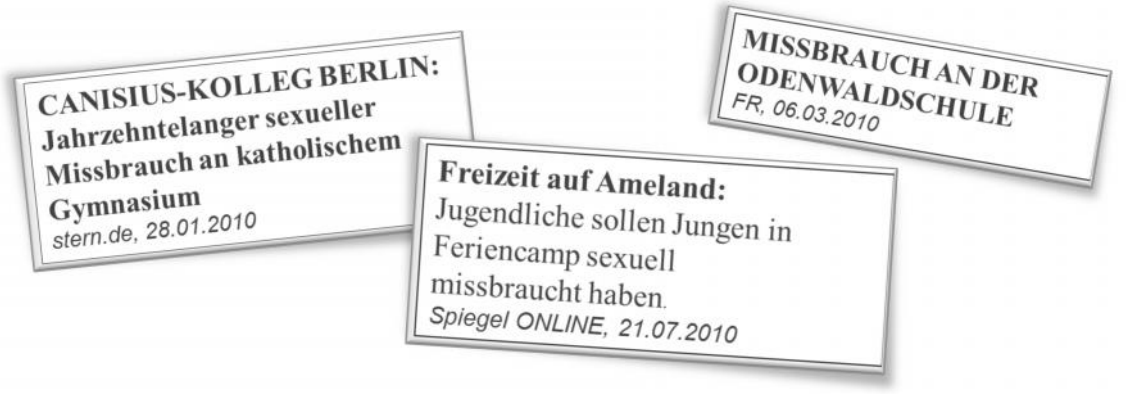 CANISIUS-KOLLEG BERLIN:
Jahrzehntelanger sexueller
Missbrauch an katholischem
Gymnasium
stern.de, 28.01.2010
Freizeit auf Ameland:
Jugendliche sollen Jungen in
Feriencamp sexuell
missbraucht haben.
Spiegel ONLINE, 21.07.2010
MISSBRAUCH AN DER
ODENWALDSCHULE
FR, 06.03.2010